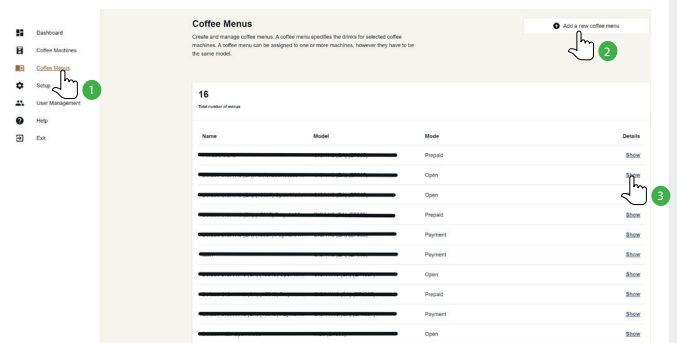 Dashboard
Coffee Machines
Coffee Menus
Setup
User Management
Help
Exit
1
Coffee Menus
Create and manage coffee menus. A coffee menu specifies the drinks for selected coffee
machines. A coffee menu can be assigned to one or more machines, however they have to be
the same model.
Add a new coffee menu
2
16
Total number of menus
Name Model Mode Details
Prepaid Show
Open Show
3
Open
Prepaid Show
Payment Show
Payment Show
Open Show
Prepaid Show
Payment Show
Open Show